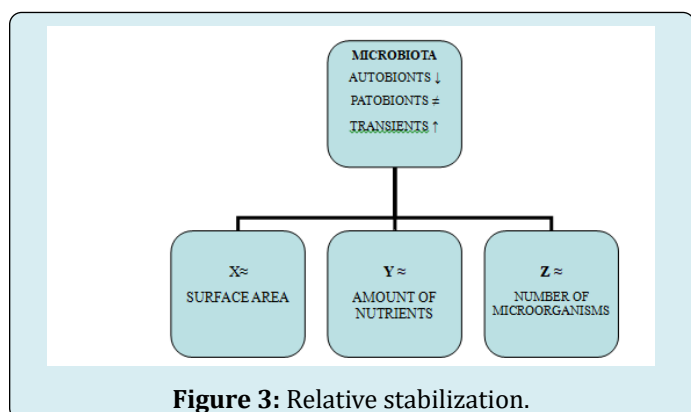 MICROBIOTA
AUTOBIONTS ↓
PATOBIONTS ≠
TRANSIENTS ↑
X≈
SURFACE AREA
Y ≈
AMOUNT OF
NUTRIENTS
Z ≈
NUMBER OF
MICROORGANISMS
Figure 3: Relative stabilization.